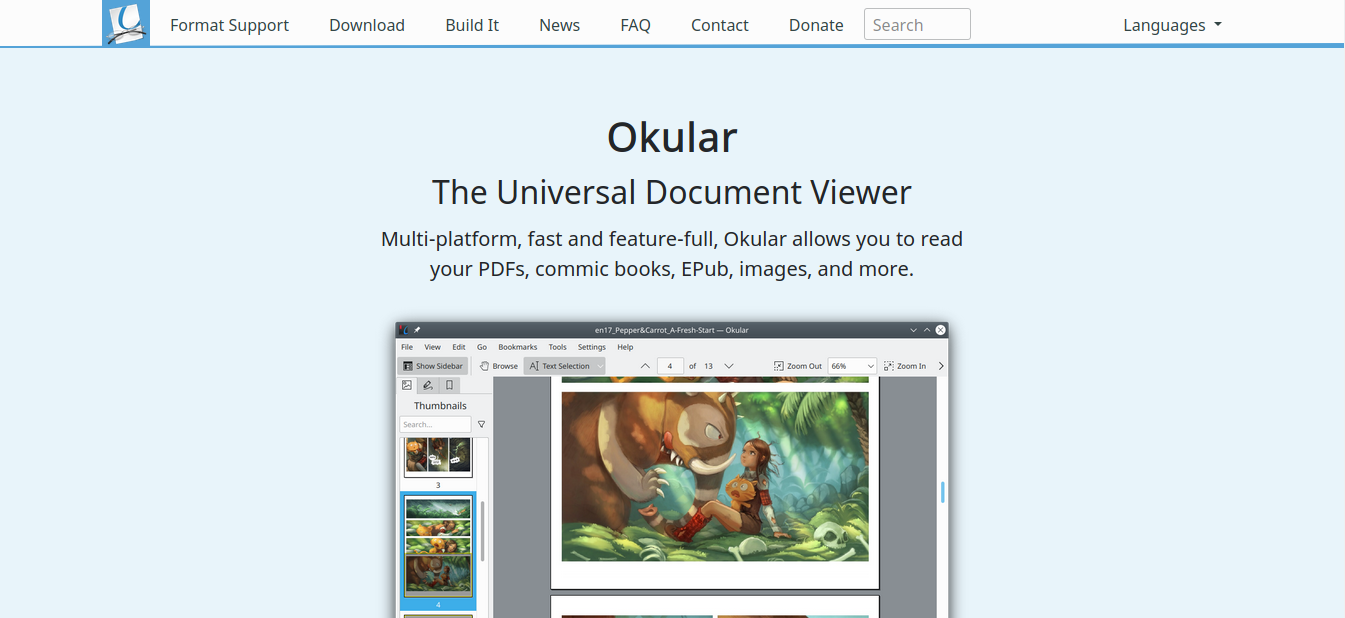 Format Support Download Build It News FAQ Contact Donate Search Languages
Okular
The Universal Document Viewer
Multi-platform, fast and feature-full, Okular allows you to read
your PDFs, commic books, EPub, images, and more.
en17_Pepper&Carrot_A-Fresh-Start — Okular
File View Edit Go Bookmarks Tools Settings Help
Show Sidebar Browse Text Selection 4 of 13 Zoom Out 66% Zoom In
Thumbnails
Search...
3
4